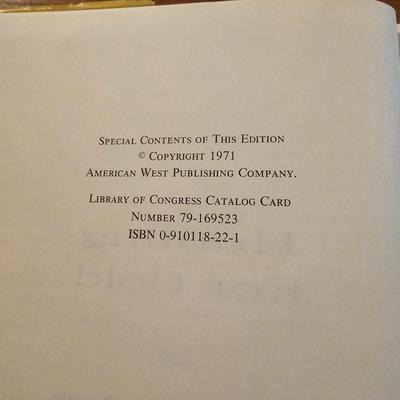 Special Contents of This Edition
© Copyright 1971
American West Publishing Company.
Library of Congress Catalog Card
Number 79-169523
ISBN 0-910118-22-1